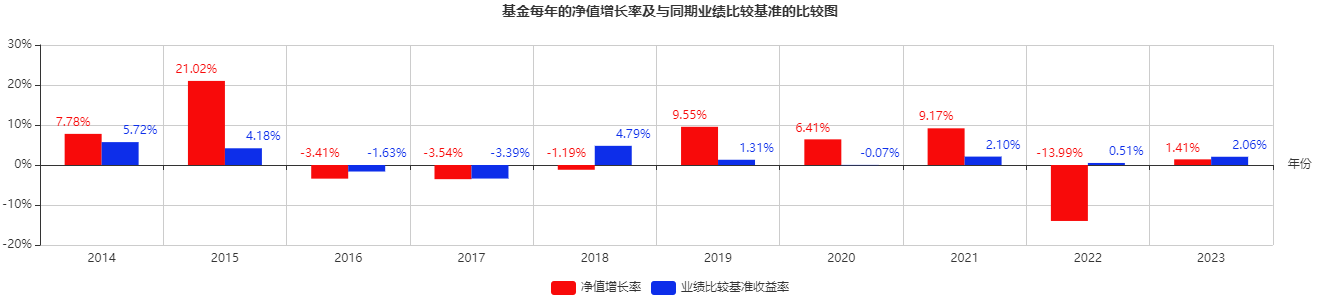 基金每年的净值增长率及与同期业绩比较基准的比较图
30%
20%
10%
0%
-10%
-20%
7.78% 5.72% 21.02% 4.18% -3.41% -1.63% -3.54% -3.39% -1.19% 4.79% 9.55% 1.31% 6.41% -0.07% 9.17% 2.10% -13.99% 0.51% 1.41% 2.06%
年份
2014 2015 2016 2017 2018 2019 2020 2021 2022 2023
净值增长率 业绩比较基准收益率